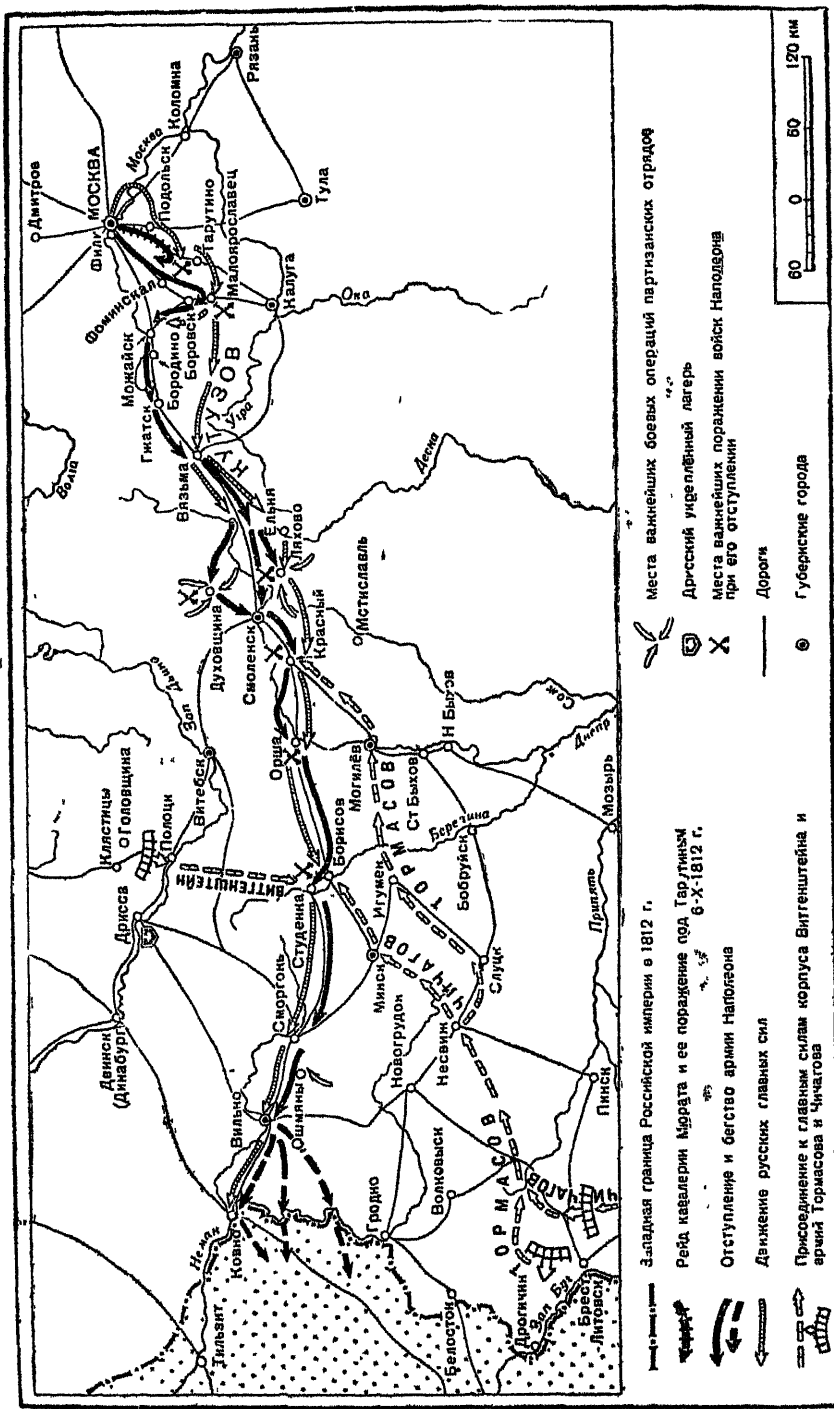 Дмитров
МОСКВА
Фили
Москва
Коломна
Рязань
Подольск
Тарутино
Тула
Фоминская
Малоярославец
Калуга
Ока
Можайск
Бородино
Боровск
Гжатск
КУТУЗОВ
Угра
Вязьма
Волга
Ельня
Ляхово
Десна
Духовщина
Смоленск
Красный
Мстиславль
Зап Двина
Витебск
Орша
Могилёв
Ст Быхов
Н Быхов
Сож
Днепр
Клястицы
Головщина
Полоцк
ВИТГЕНШТЕЙН
Борисов
Студенка
Березина
ТОРМАСОВ
Игумен
Бобруйск
Мозырь
Припять
Дрисса
Двинск
(Динабург)
Сморгонь
Минск
ЧИЧАГОВ
Слуцк
Новогрудок
Несвиж
Пинск
Вильно
Ошмяны
Волковыск
ТОРМАСОВ
ЧИЧАГОВ
Неман
Ковно
Гродно
Тильзит
Белосток
Дрогичин
Зап Буг
Брест
-Литовск
Западная граница Российской империи в 1812 г.
Рейд кавалерии Мюрата и ее поражение под Тарутиным
6-X-1812 г.
Отступление и бегство армии Наполеона
Движение русских главных сил
Присоединение к главным силам корпуса Витгенштейна и
армий Тормасова и Чичагова
Места важнейших боевых операций партизанских отрядов
Дрисский укреплённый лагерь
Места важнейших поражений войск Наполеона
при его отступлении
Дороги
Губернские города
60 0 60 120 км